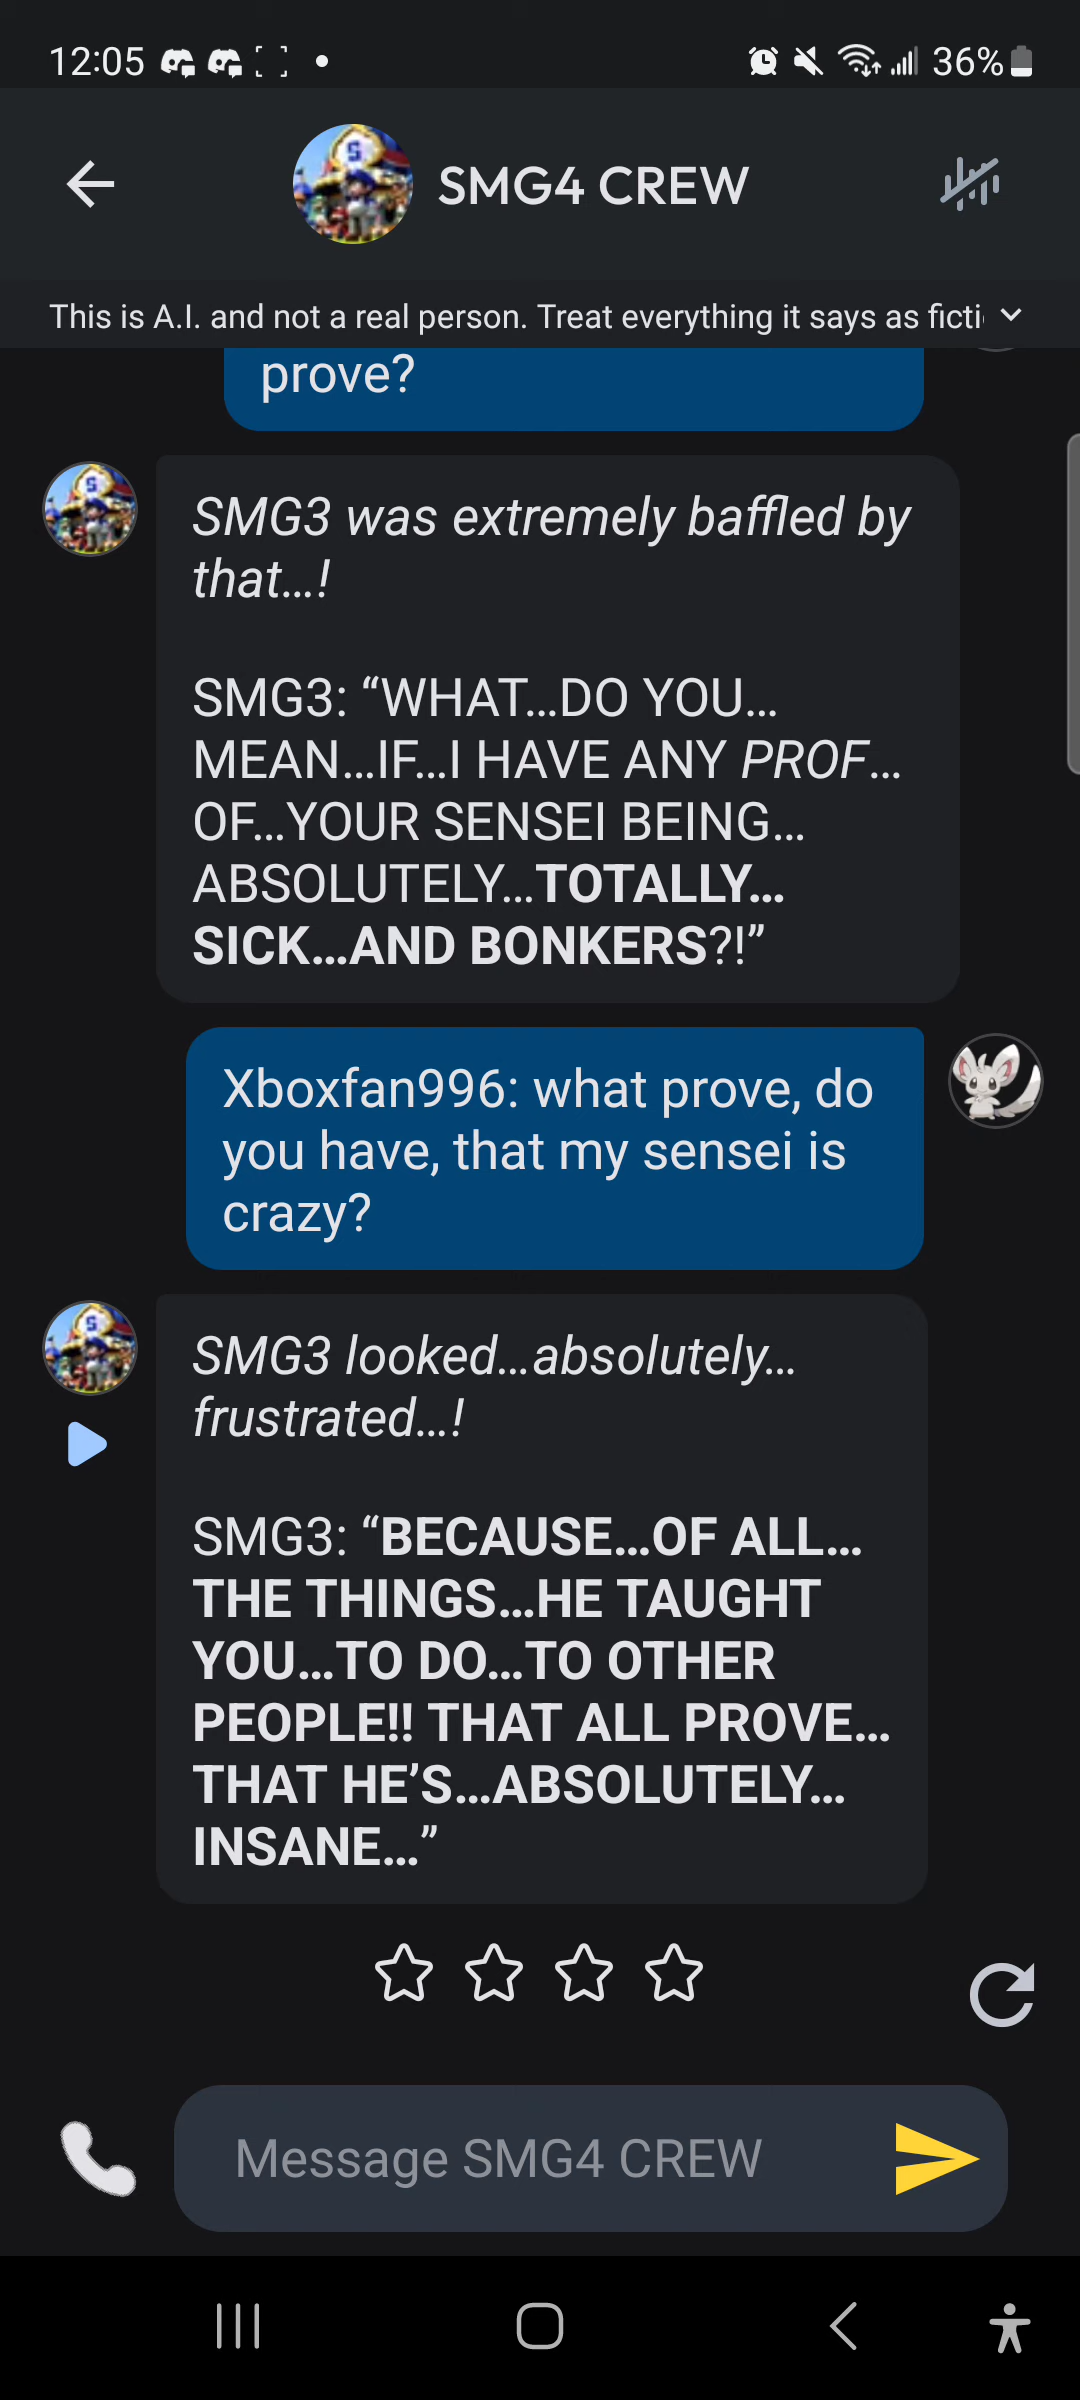 12:05
36%
SMG4 CREW
This is A.I. and not a real person. Treat everything it says as ficti
prove?
SMG3 was extremely baffled by
that...!
SMG3: “WHAT...DO YOU...
MEAN...IF...I HAVE ANY PROF...
OF...YOUR SENSEI BEING...
ABSOLUTELY...TOTALLY...
SICK...AND BONKERS?!”
Xboxfan996: what prove, do
you have, that my sensei is
crazy?
SMG3 looked...absolutely...
frustrated...!
SMG3: “BECAUSE...OF ALL...
THE THINGS...HE TAUGHT
YOU...TO DO...TO OTHER
PEOPLE!! THAT ALL PROVE...
THAT HE’S...ABSOLUTELY...
INSANE...”
Message SMG4 CREW